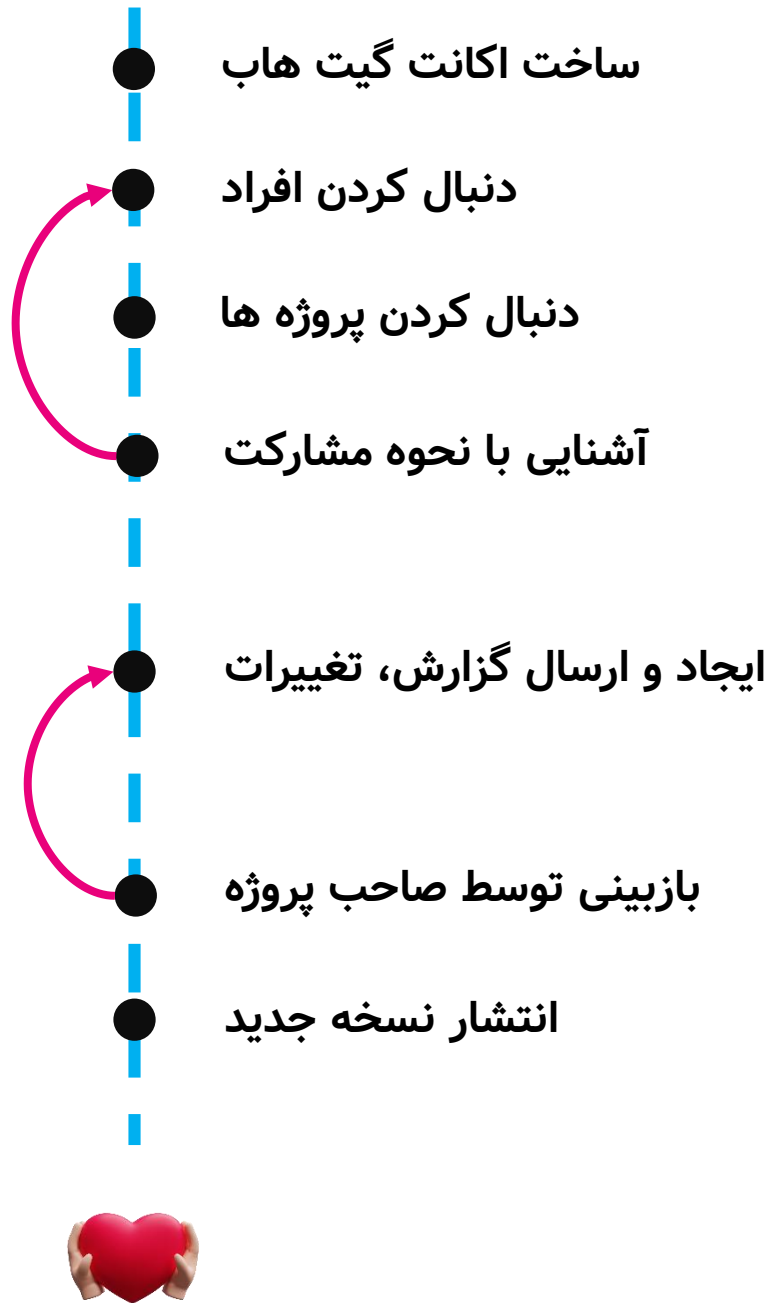 ساخت اکانت گیت هاب
دنبال کردن افراد
دنبال کردن پروژه ها
آشنایی با نحوه مشارکت
ایجاد و ارسال گزارش، تغییرات
بازبینی توسط صاحب پروژه
انتشار نسخه جدید